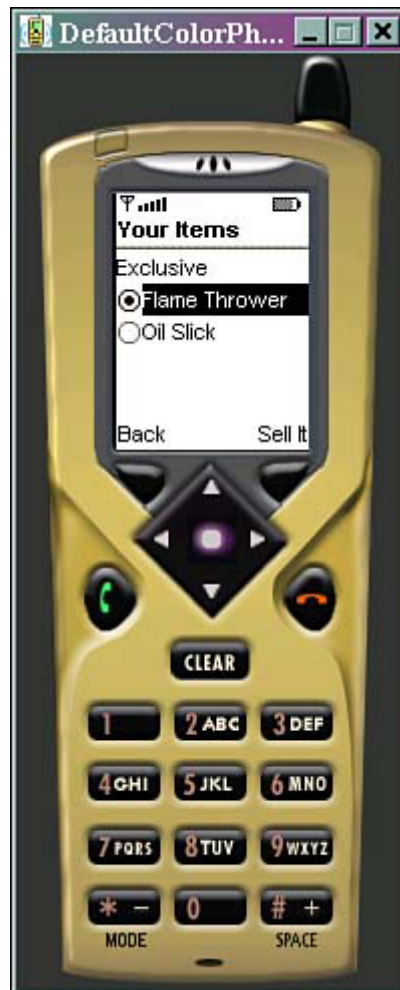 DefaultColorPh...
Your Items
Exclusive
Flame Thrower
Oil Slick
Back Sell It
CLEAR
1 2 ABC 3 DEF
4 GHI 5 JKL 6 MNO
7 PQRS 8 TUV 9 WXYZ
* - 0 # +
MODE SPACE